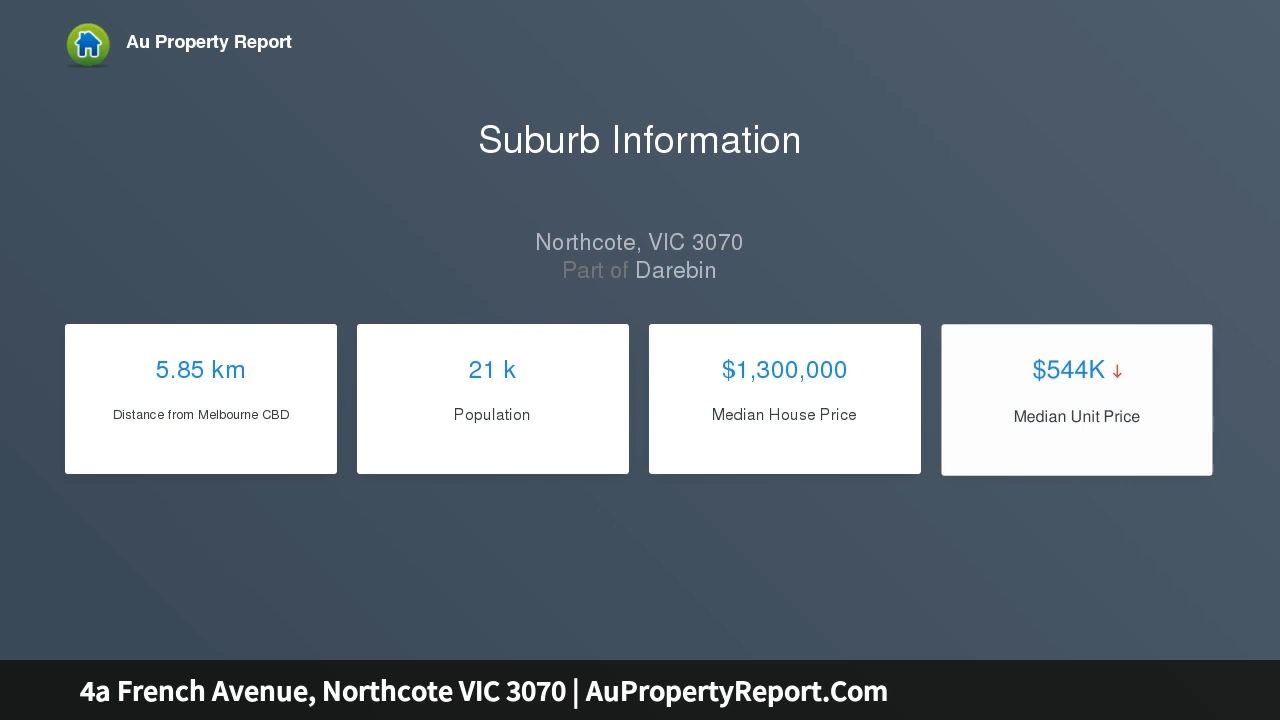 Au Property Report
Suburb Information
Northcote, VIC 3070
Part of Darebin
5.85 km
Distance from Melbourne CBD
21 k
Population
$1,300,000
Median House Price
$544K ↓
Median Unit Price
4a French Avenue, Northcote VIC 3070 | AuPropertyReport.Com